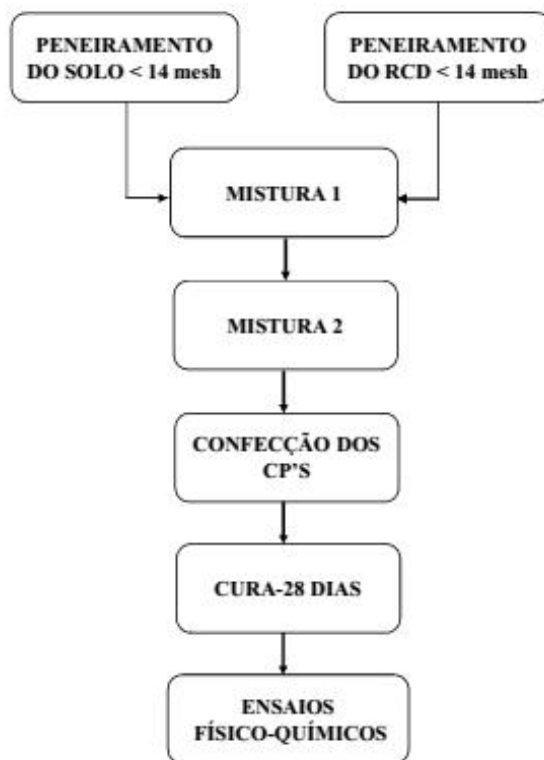 PENEIRAMENTO
DO SOLO < 14 mesh
PENEIRAMENTO
DO RCD < 14 mesh
MISTURA 1
MISTURA 2
CONFECÇÃO DOS
CP'S
CURA-28 DIAS
ENSAIOS
FÍSICO-QUÍMICOS